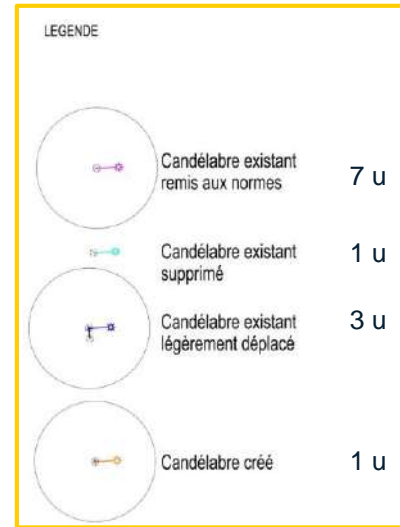 LEGENDE
Candélabre existant
remis aux normes
7 u
Candélabre existant
supprimé
1 u
Candélabre existant
légèrement déplacé
3 u
Candélabre créé
1 u